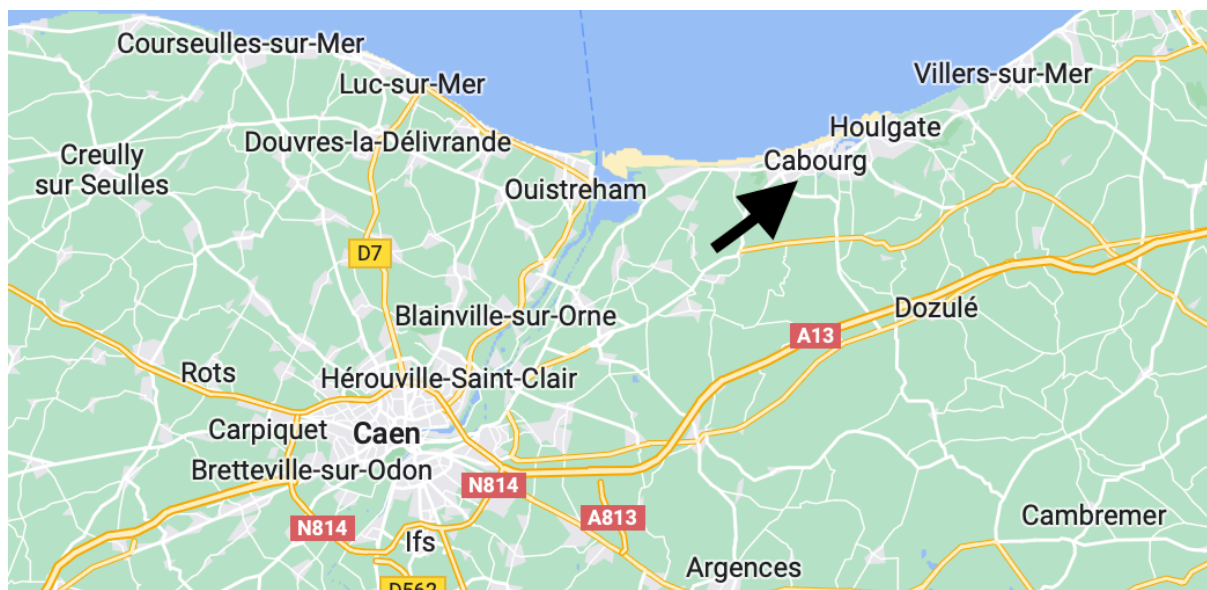 Courseulles-sur-Mer
Luc-sur-Mer
Villers-sur-Mer
Douvres-la-Délivrande
Houlgate
Creully
sur Seulles
Cabourg
Ouistreham
D7
Blainville-sur-Orne
Dozulé
A13
Rots
Hérouville-Saint-Clair
Carpiquet
Caen
Bretteville-sur-Odon
N814
N814
A813
Cambremer
Ifs
Argences
D562